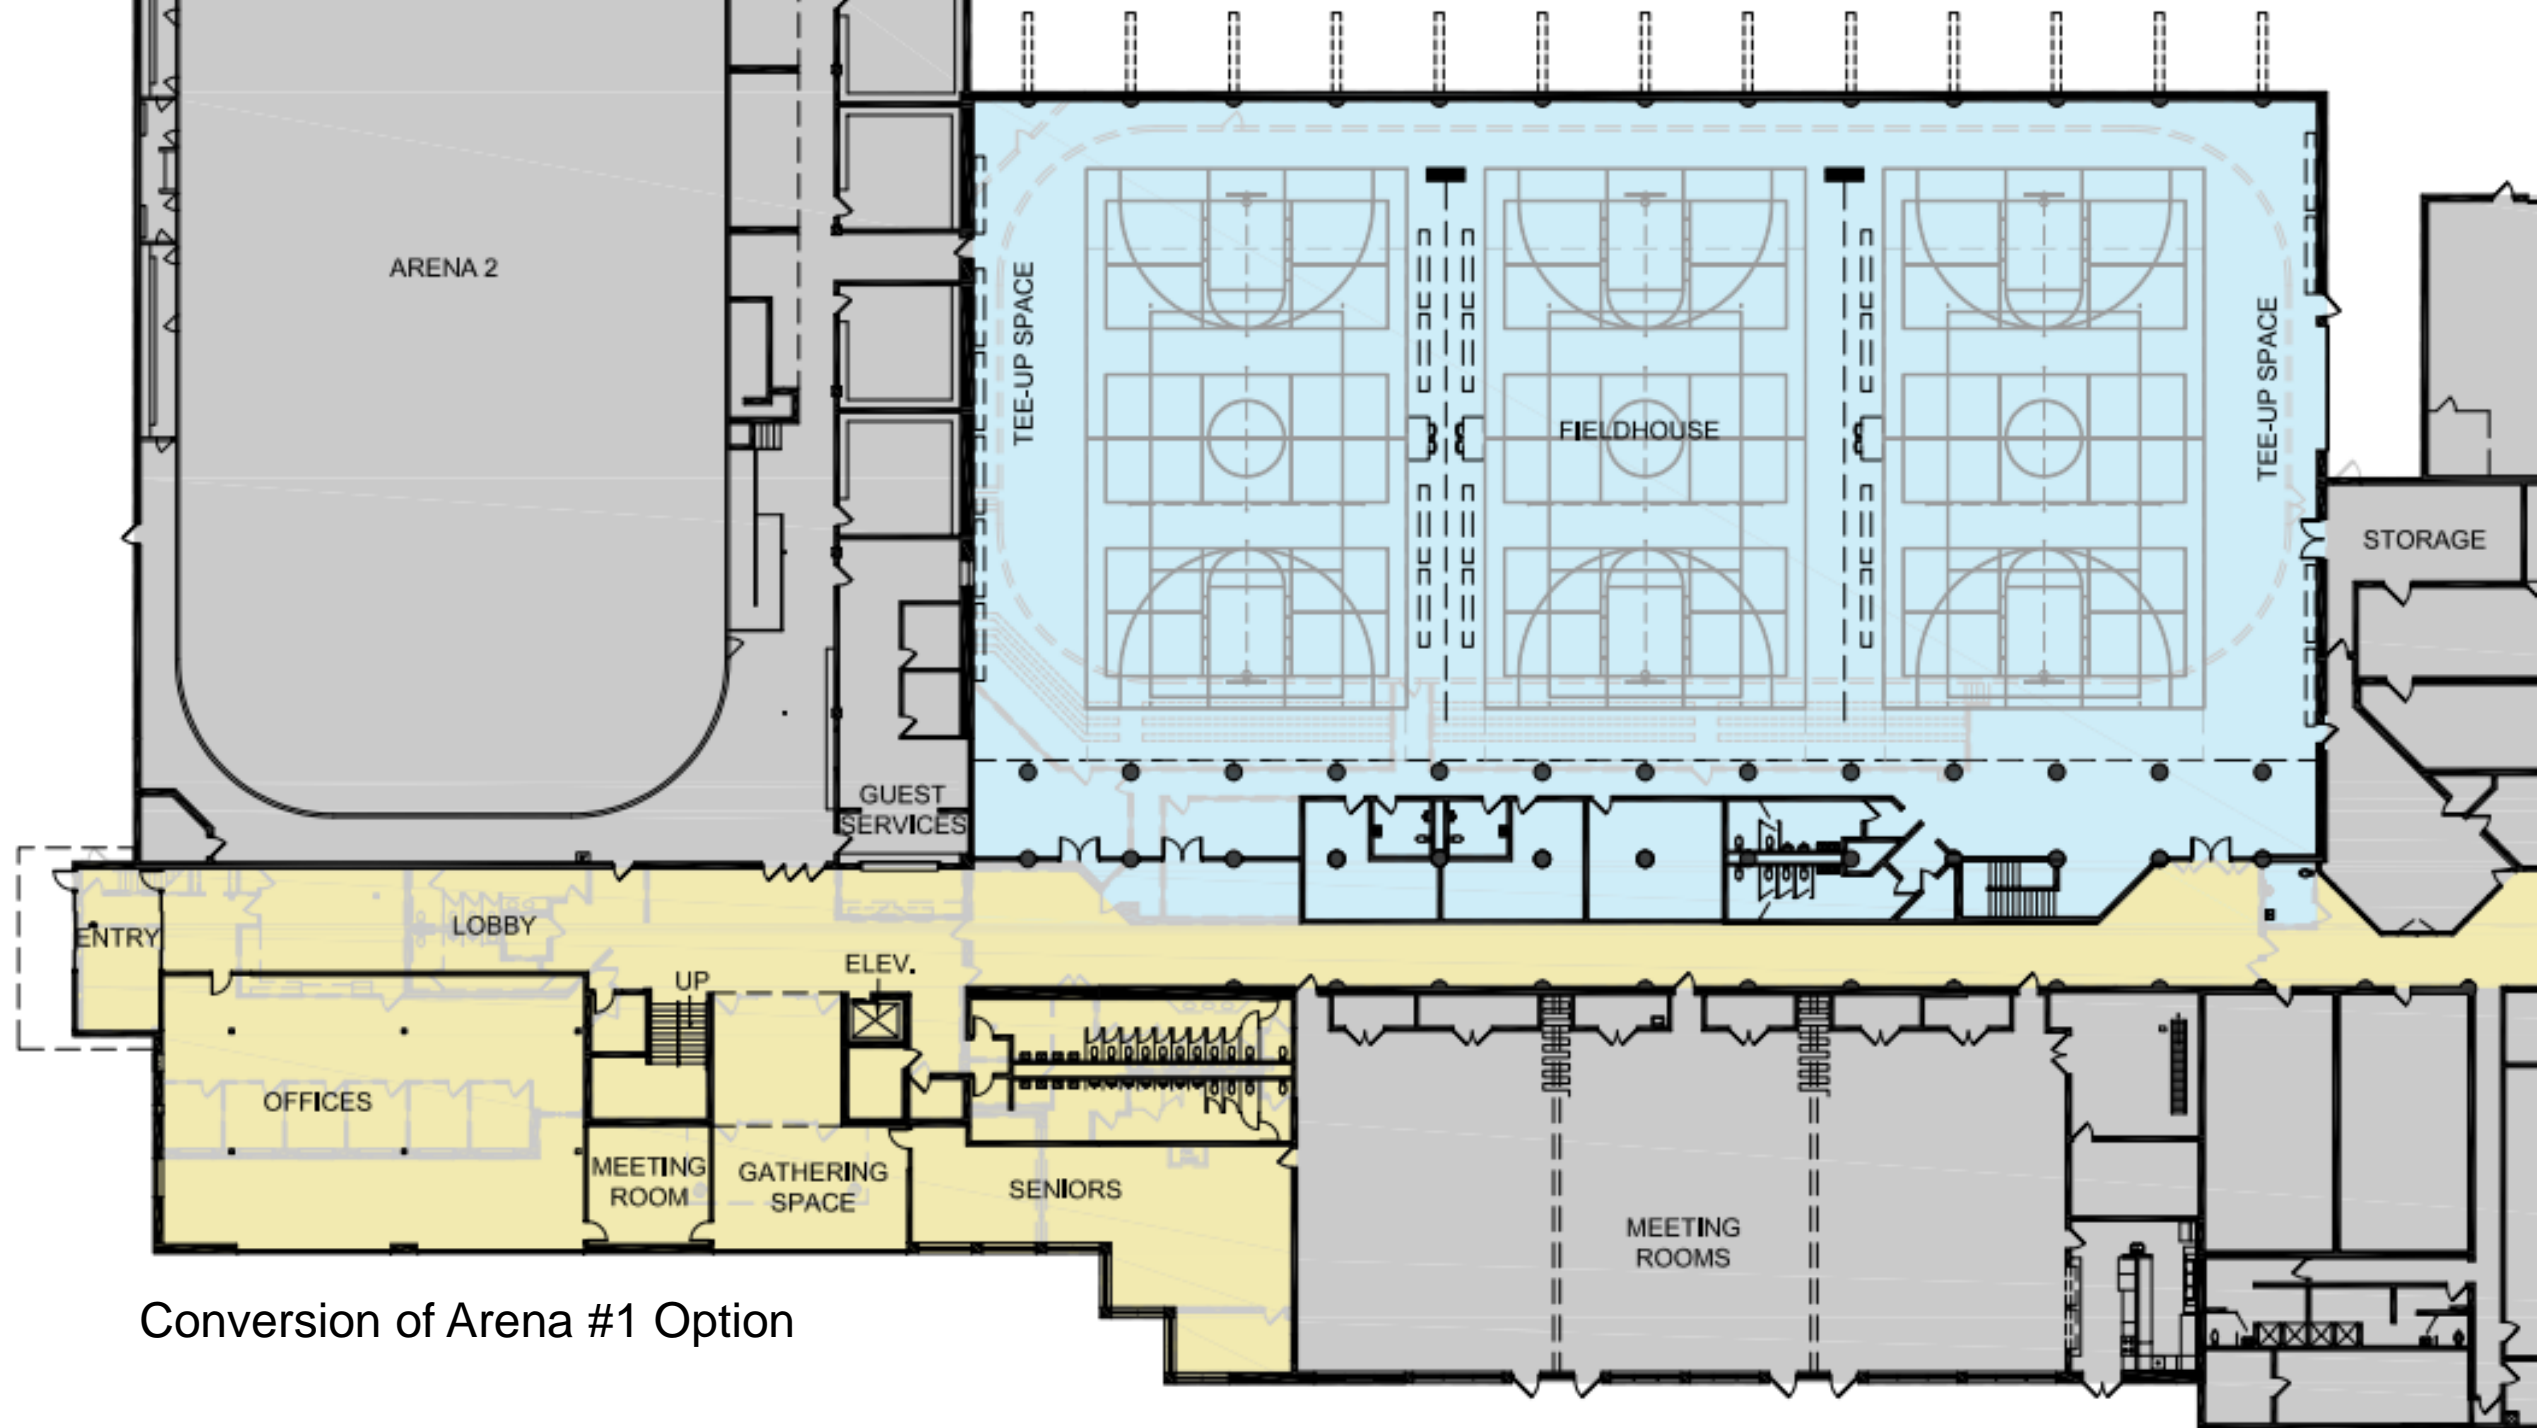 ARENA 2
TEE-UP SPACE
FIELDHOUSE
TEE-UP SPACE
STORAGE
GUEST
SERVICES
LOBBY
ENTRY
UP
ELEV.
OFFICES
MEETING
ROOM
GATHERING
SPACE
SENIORS
MEETING
ROOMS
Conversion of Arena #1 Option